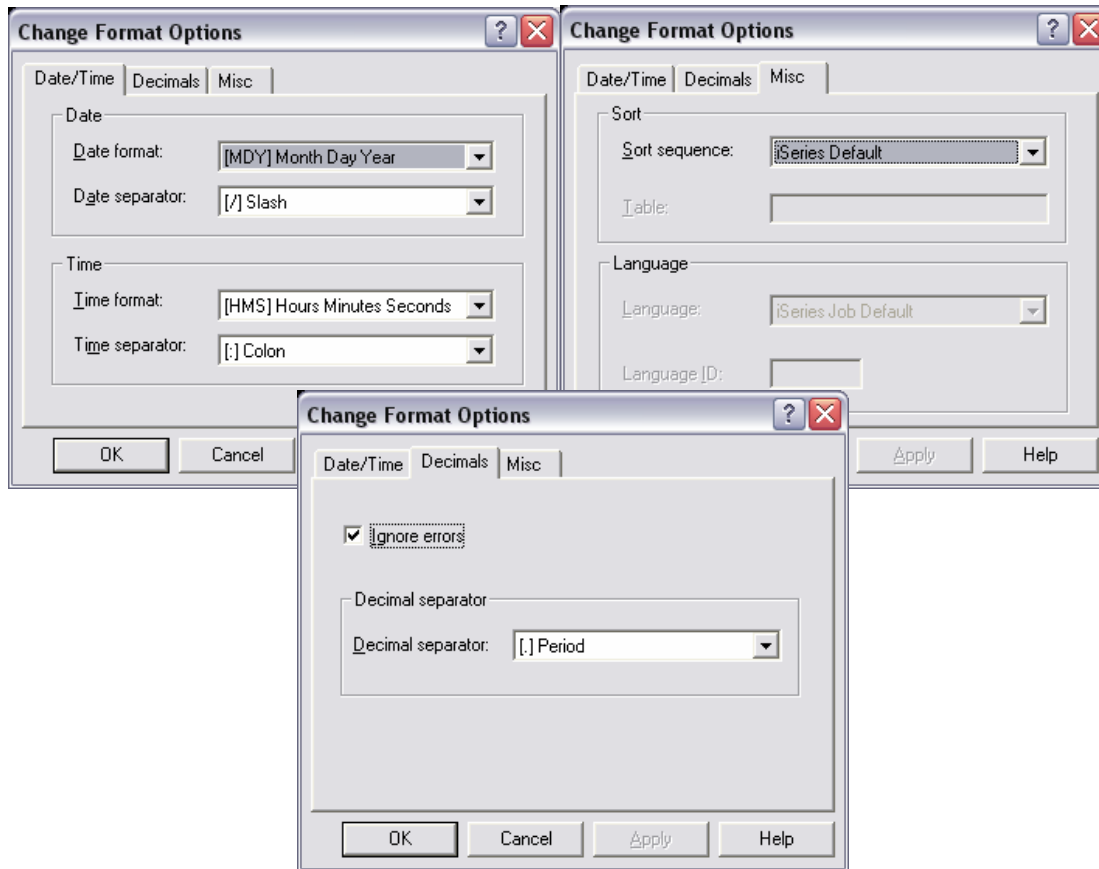 Change Format Options
Date/Time Decimals Misc
Date
Date format: [MDY] Month Day Year
Date separator: [/] Slash
Time
Time format: [HMS] Hours Minutes Seconds
Time separator: [:] Colon
OK Cancel
Change Format Options
Date/Time Decimals Misc
Sort
Sort sequence: iSeries Default
Table:
Language
Language: iSeries Job Default
Language ID:
Apply Help
Change Format Options
Date/Time Decimals Misc
Ignore errors
Decimal separator
Decimal separator: [.] Period
OK Cancel Apply Help